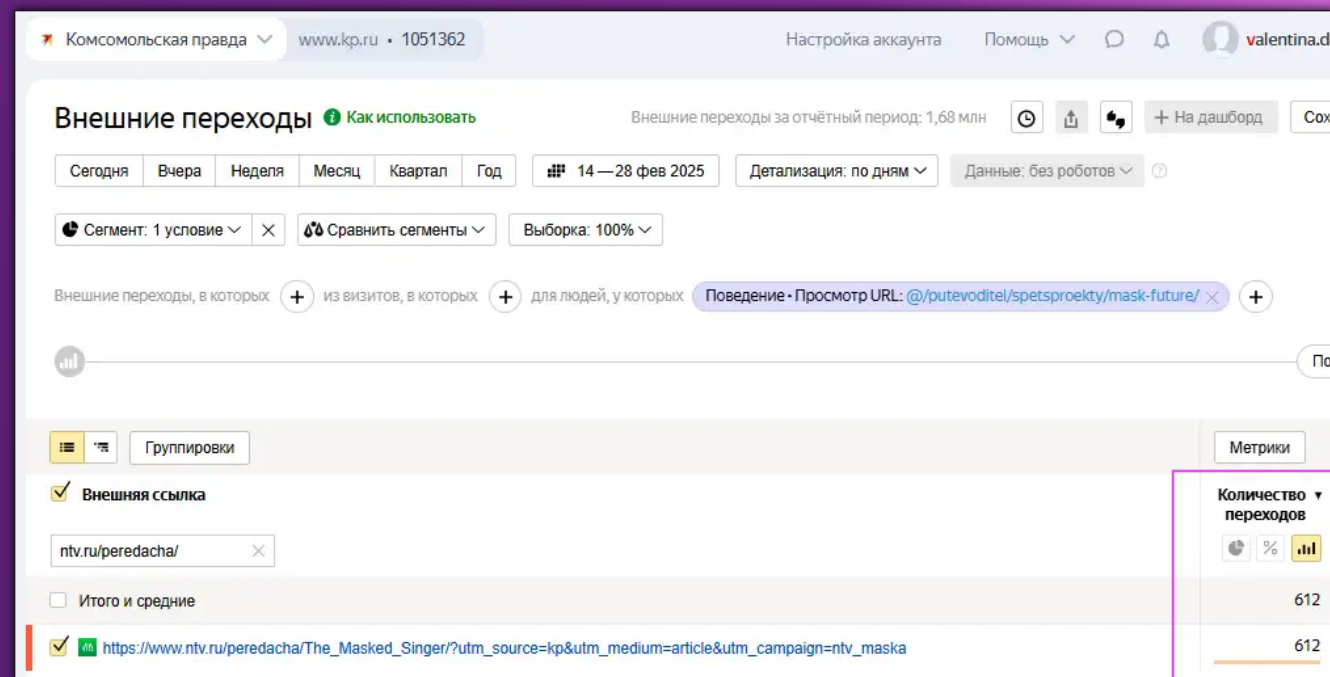 Комсомольская правда www.kp.ru • 1051362 Настройка аккаунта Помощь valentina.d
Внешние переходы Как использовать Внешние переходы за отчётный период: 1,68 млн + На дашборд Сох
Сегодня Вчера Неделя Месяц Квартал Год 14 — 28 фев 2025 Детализация: по дням Данные: без роботов ?
Сегмент: 1 условие Сравнить сегменты Выборка: 100%
Внешние переходы, в которых + из визитов, в которых + для людей, у которых Поведение • Просмотр URL: @/putevoditel/spetsproekty/mask-future/ +
По
Группировки Метрики
Внешняя ссылка Количество
переходов
ntv.ru/peredacha/ %
Итого и средние 612
https://www.ntv.ru/peredacha/The_Masked_Singer/?utm_source=kp&utm_medium=article&utm_campaign=ntv_maska 612